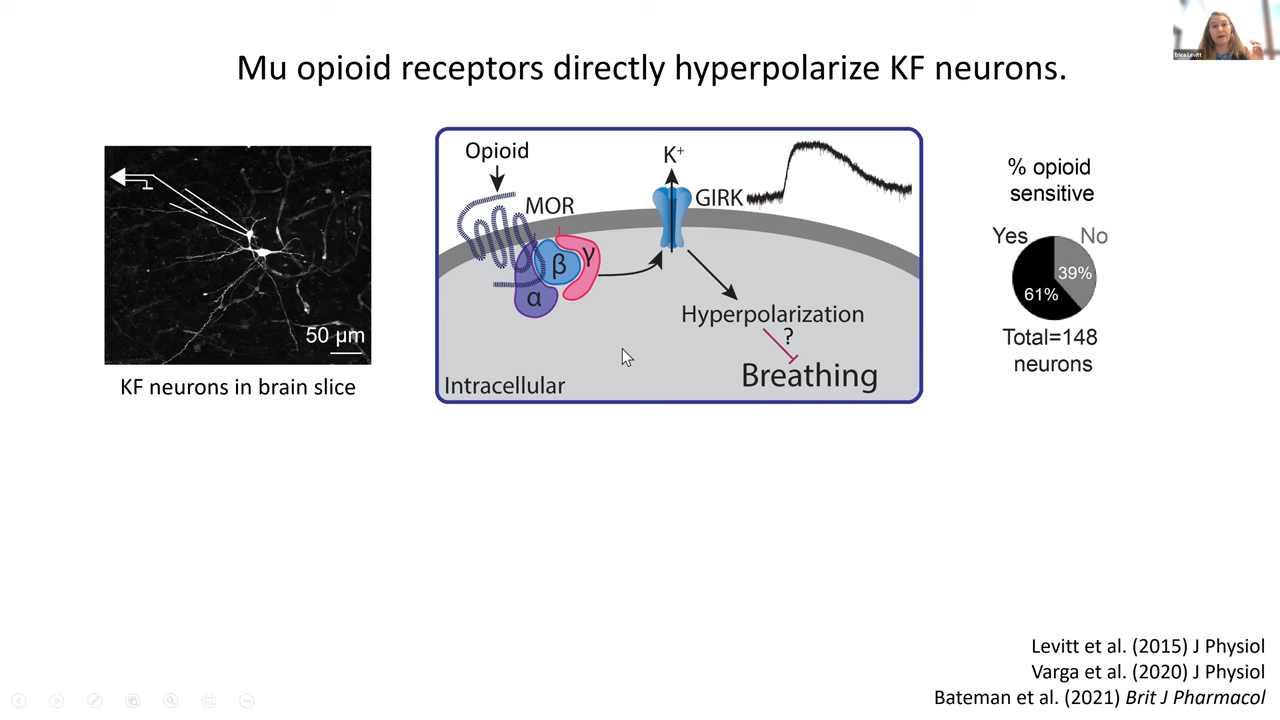 Erica Levitt
Mu opioid receptors directly hyperpolarize KF neurons.
50 µm
KF neurons in brain slice
Opioid
MOR
K+
GIRK
α
β
γ
Hyperpolarization
?
Breathing
Intracellular
% opioid
sensitive
Yes
No
39%
61%
Total=148
neurons
Levitt et al. (2015) J Physiol
Varga et al. (2020) J Physiol
Bateman et al. (2021) Brit J Pharmacol